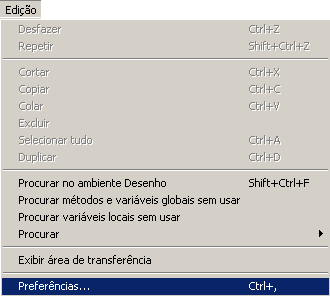 Edição
Desfazer Ctrl+Z
Repetir Shift+Ctrl+Z
Cortar Ctrl+X
Copiar Ctrl+C
Colar Ctrl+V
Excluir
Selecionar tudo Ctrl+A
Duplicar Ctrl+D
Procurar no ambiente Desenho Shift+Ctrl+F
Procurar métodos e variáveis globais sem usar
Procurar variáveis locais sem usar
Procurar
Exibir área de transferência
Preferências... Ctrl+,